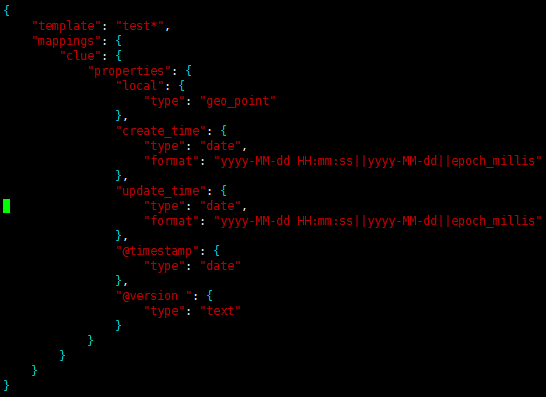 {
    "template": "test*",
    "mappings": {
        "clue": {
            "properties": {
                "local": {
                    "type": "geo_point"
                },
                "create_time": {
                    "type": "date",
                    "format": "yyyy-MM-dd HH:mm:ss||yyyy-MM-dd||epoch_millis"
                },
                "update_time": {
                    "type": "date",
                    "format": "yyyy-MM-dd HH:mm:ss||yyyy-MM-dd||epoch_millis"
                },
                "@timestamp": {
                    "type": "date"
                },
                "@version ": {
                    "type": "text"
                }
            }
        }
    }
}